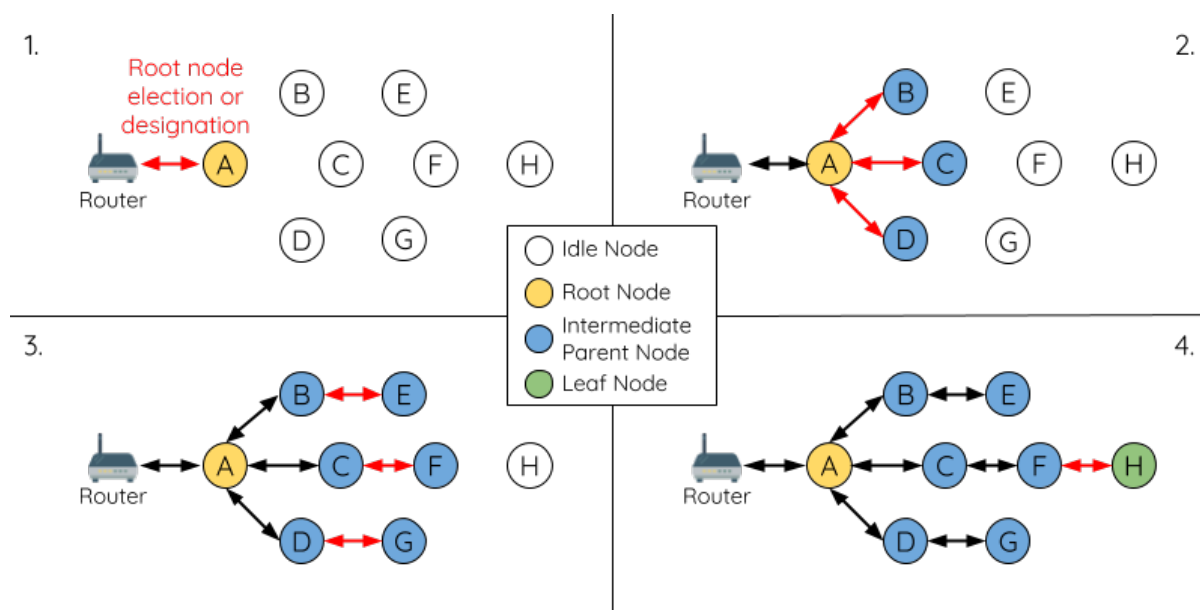 1.
Root node
election or
designation
B
E
A
C
F
H
Router
D
G
2.
B
E
A
C
F
H
Router
D
G
Idle Node
Root Node
Intermediate
Parent Node
Leaf Node
3.
B
E
A
C
F
H
Router
D
G
4.
B
E
A
C
F
H
Router
D
G